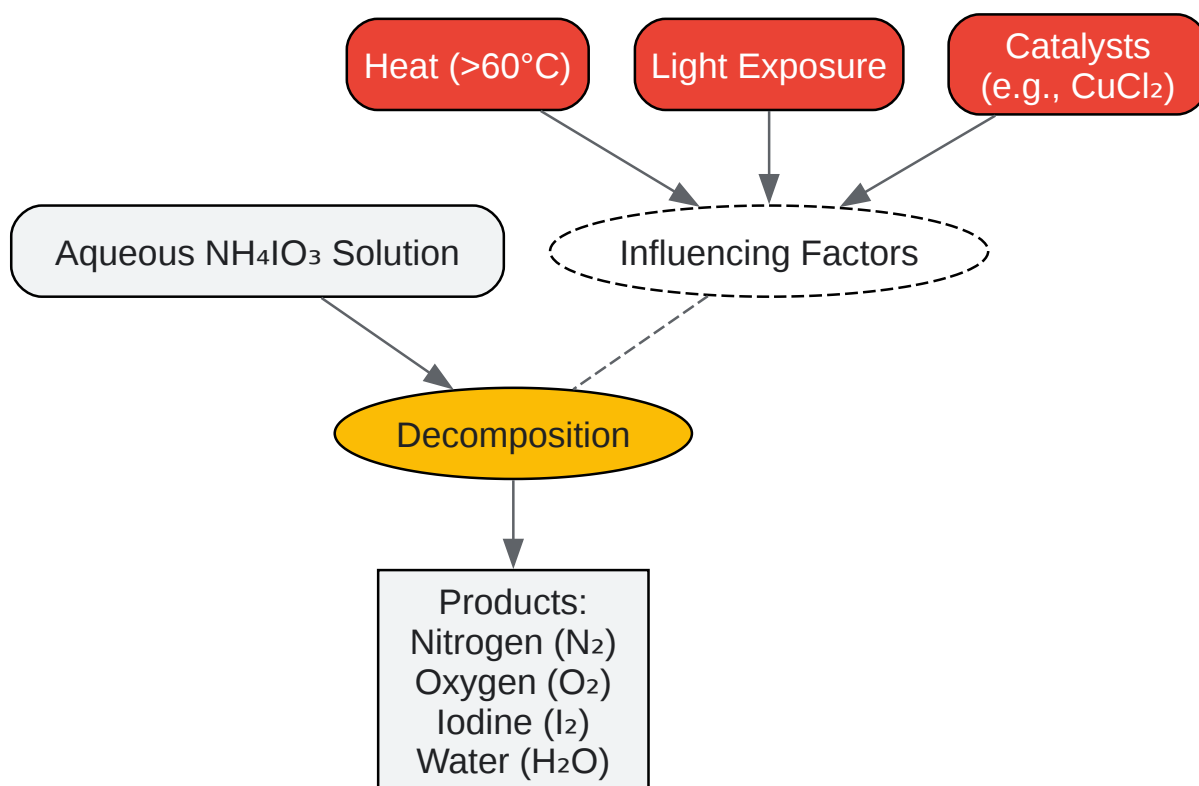 Heat (>60°C)
Light Exposure
Catalysts
(e.g., CuCl₂)
Aqueous NH₄IO₃ Solution
Influencing Factors
Decomposition
Products:
Nitrogen (N₂)
Oxygen (O₂)
Iodine (I₂)
Water (H₂O)